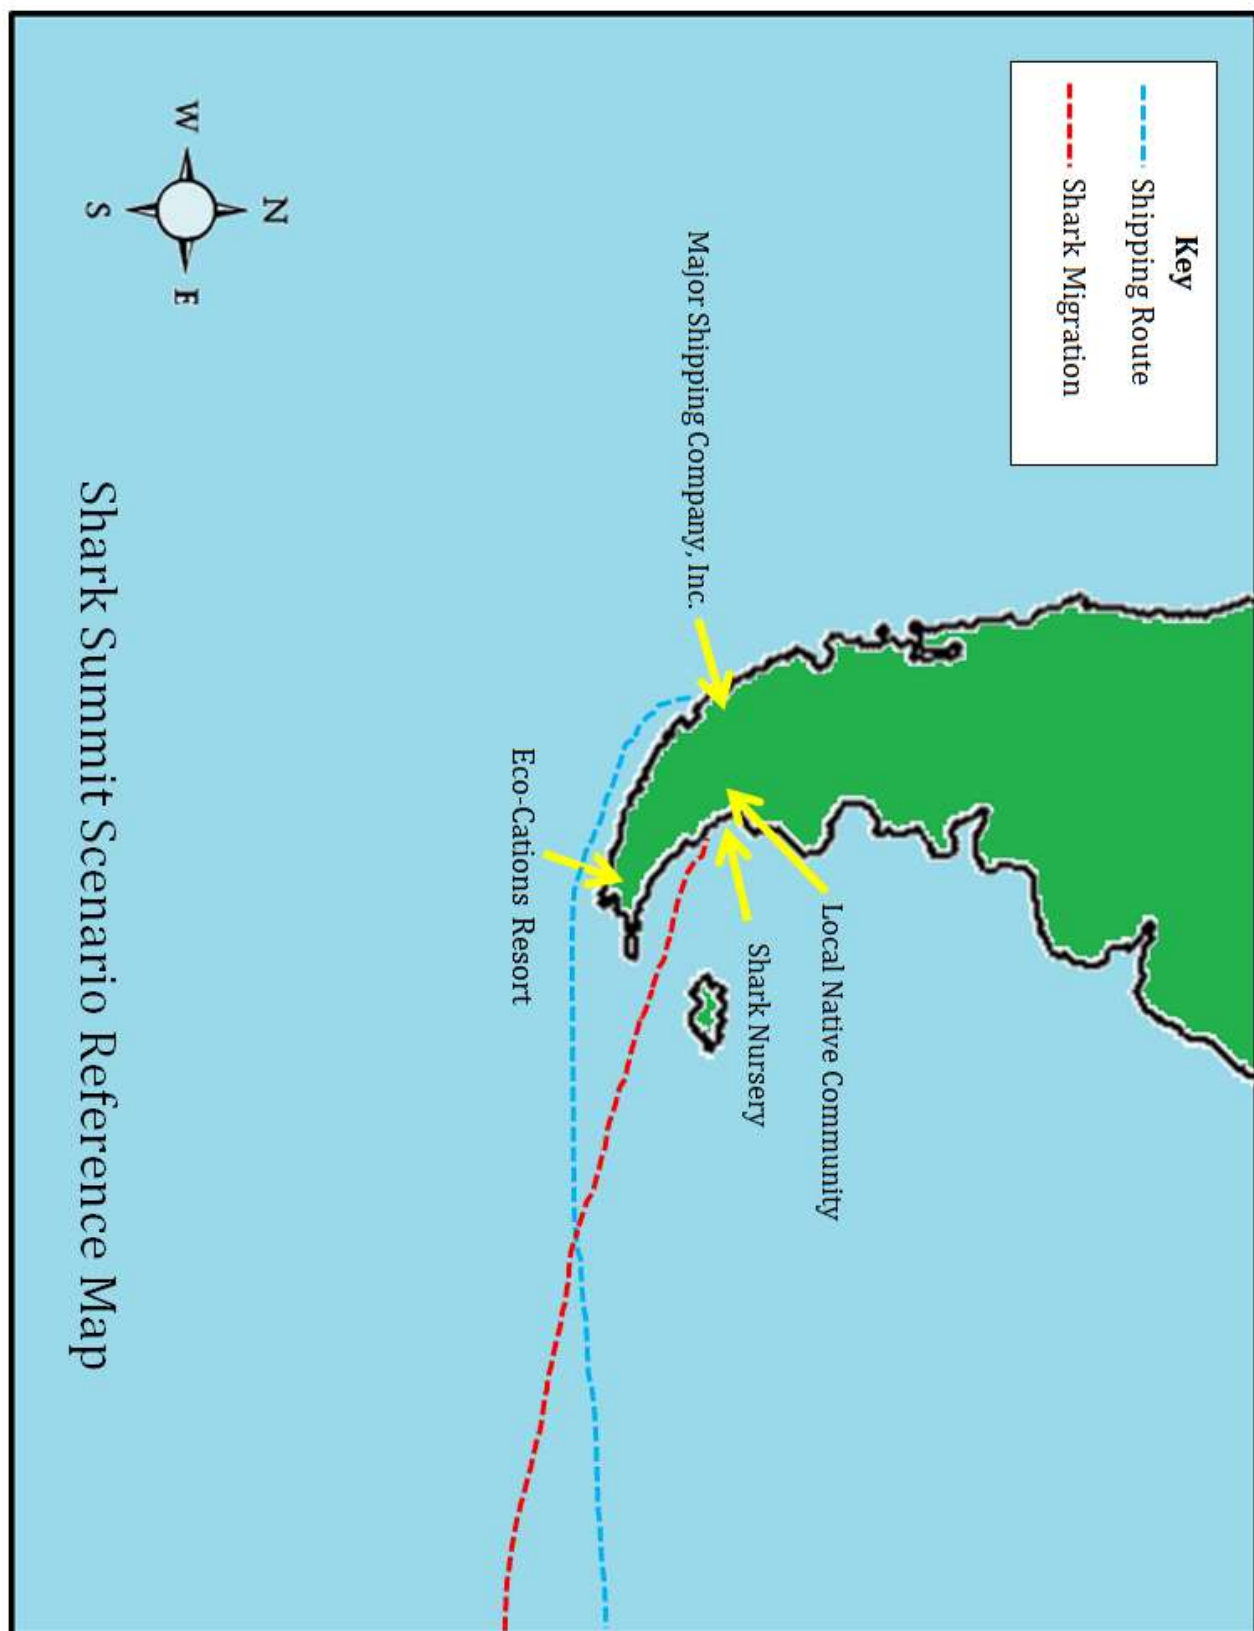 Key
Shipping Route
Shark Migration
Local Native Community
Shark Nursery
Major Shipping Company, Inc.
Eco-Cations Resort
N
W
E
S
Shark Summit Scenario Reference Map